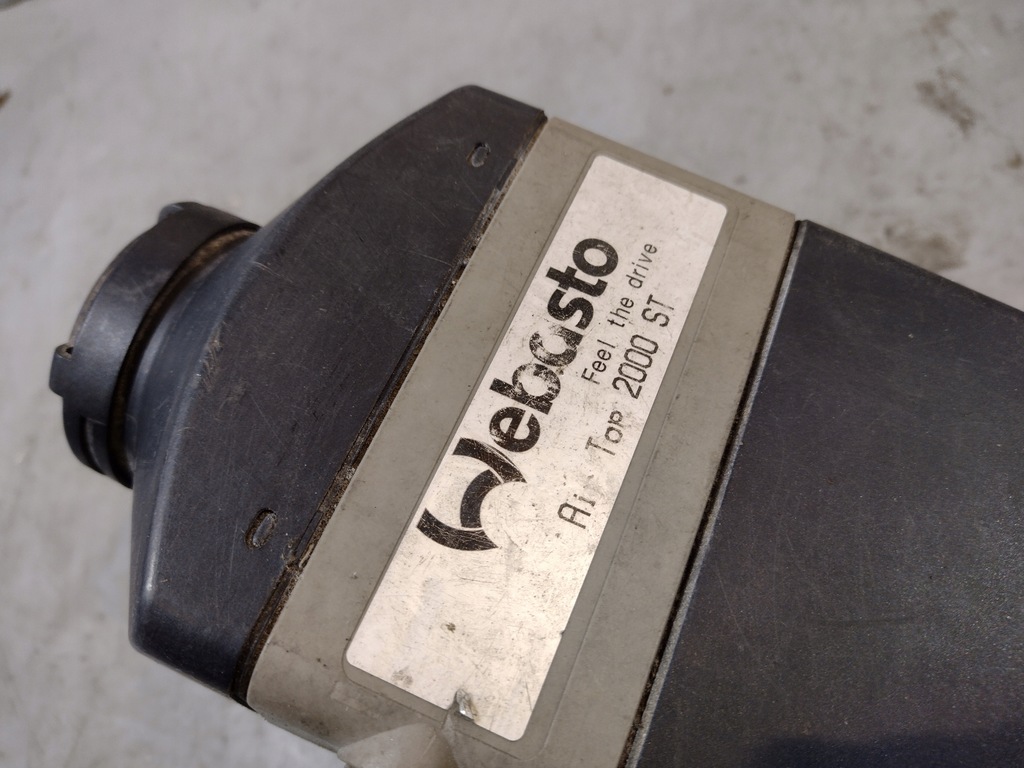 Webasto
Feel the drive
Air Top 2000 ST